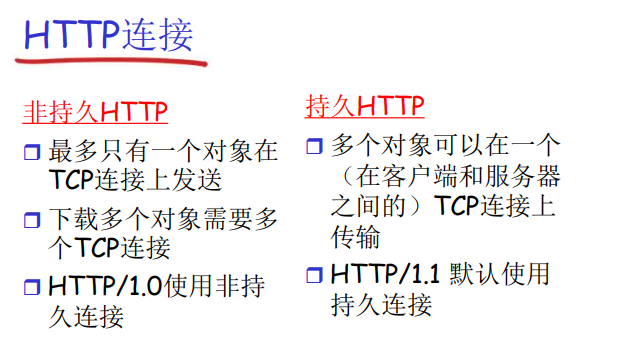 HTTP连接
非持久HTTP
最多只有一个对象在
TCP连接上发送
下载多个对象需要多
个TCP连接
HTTP/1.0使用非持
久连接
持久HTTP
多个对象可以在一个
（在客户端和服务器
之间的）TCP连接上
传输
HTTP/1.1 默认使用
持久连接